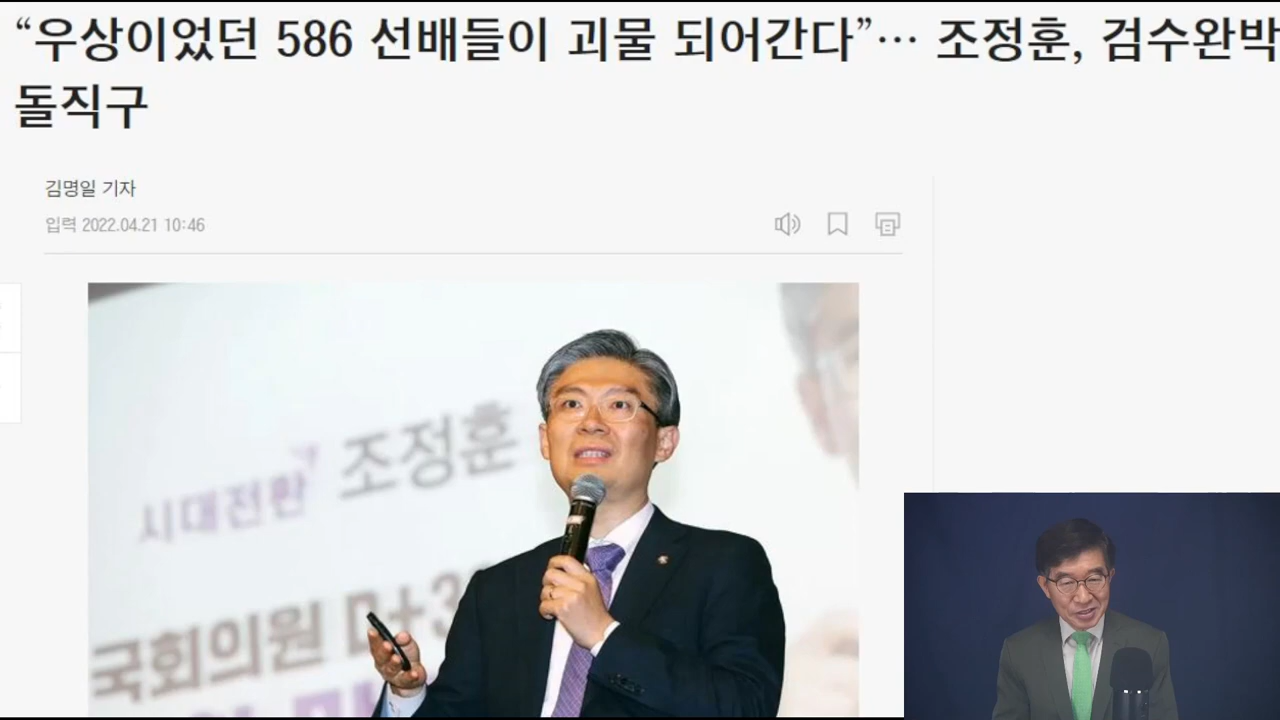 “우상이었던 586 선배들이 괴물 되어간다”… 조정훈, 검수완박
돌직구
김명일 기자
입력 2022.04.21 10:46
시대전환 조정훈
국회의원 D+3